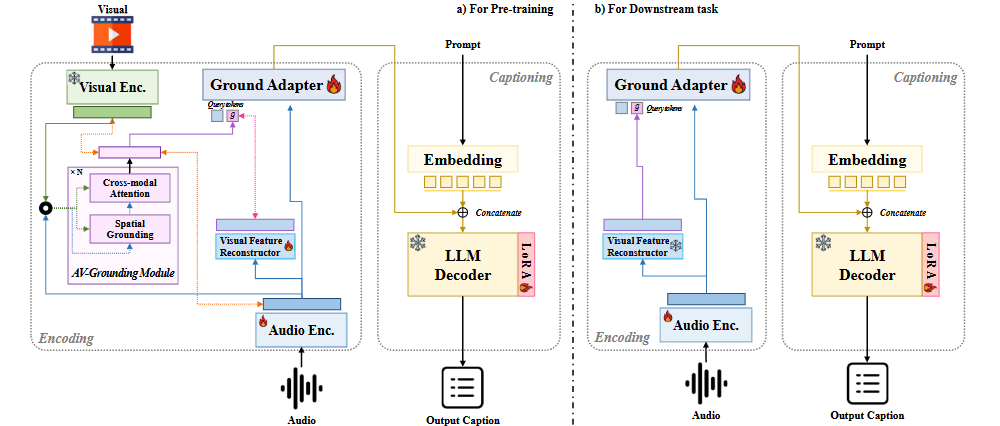 Visual
a) For Pre-training
b) For Downstream task
Visual Enc.
Ground Adapter
Query tokens
g
× N
Cross-modal
Attention
Spatial
Grounding
AV-Grounding Module
Visual Feature
Reconstructor
Audio Enc.
Encoding
Audio
Prompt
Captioning
Embedding
Concatenate
LLM
Decoder
LoRA
Output Caption
Ground Adapter
Query tokens
g
Visual Feature
Reconstructor
Audio Enc.
Encoding
Audio
Prompt
Captioning
Embedding
Concatenate
LLM
Decoder
LoRA
Output Caption